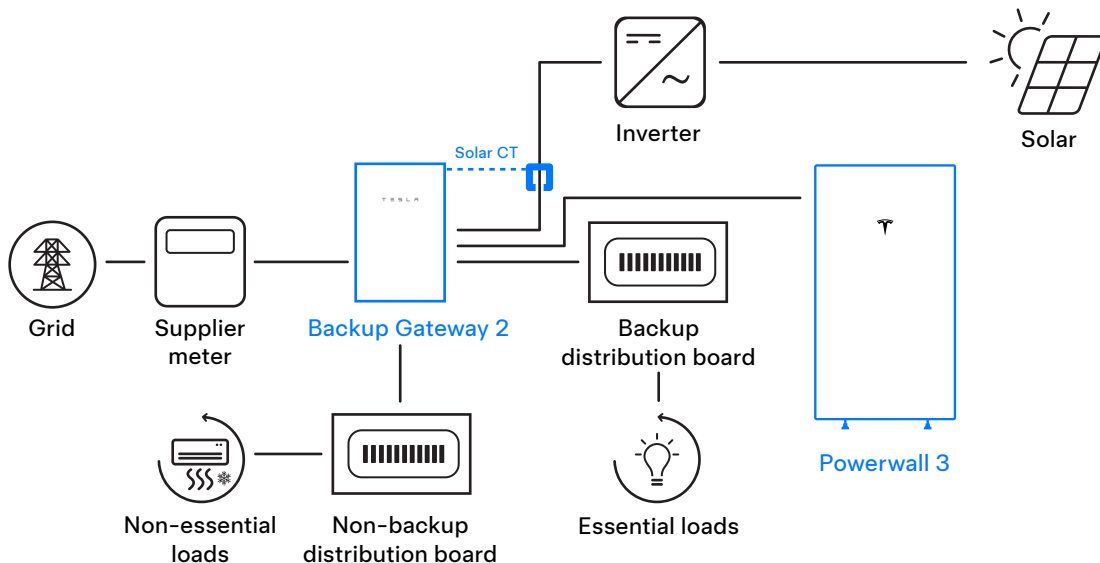 Inverter
Solar
Solar CT
TESLA
Grid
Supplier
meter
Backup Gateway 2
Backup
distribution board
Powerwall 3
Non-essential
loads
Non-backup
distribution board
Essential loads